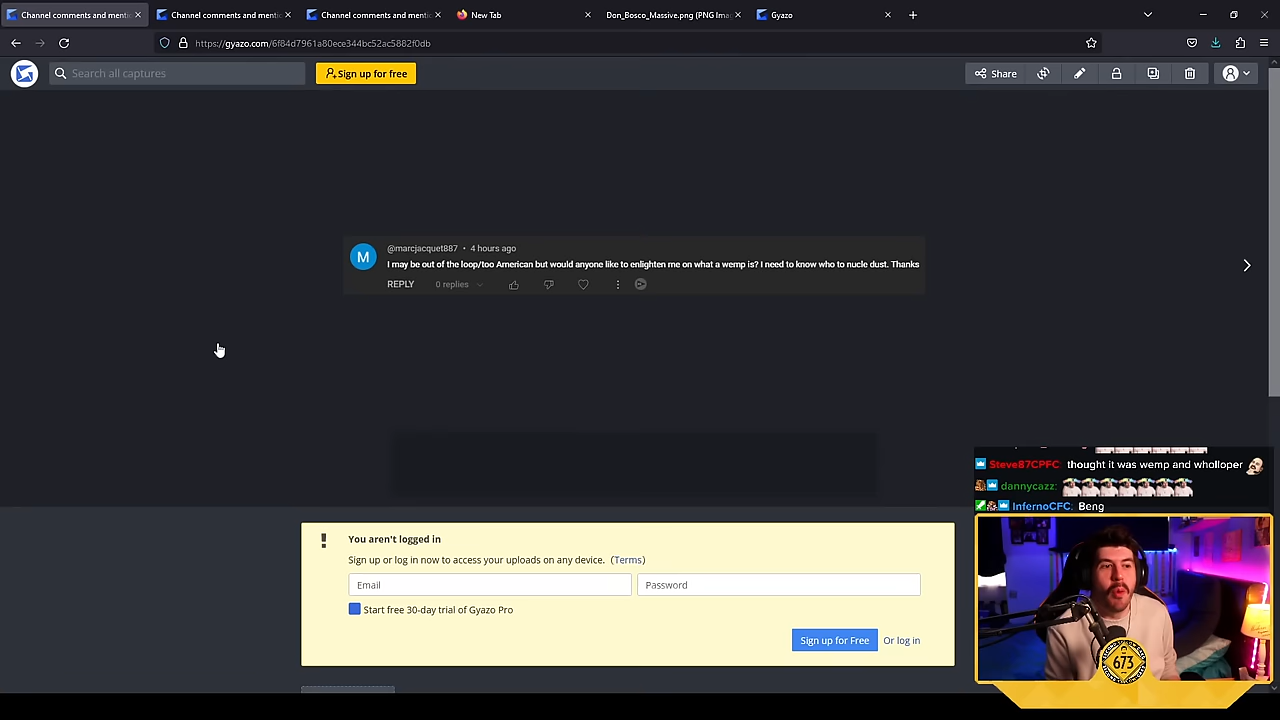 Channel comments and menti
Channel comments and mentic
Channel comments and mentic
New Tab
Don_Bosco_Massive.png (PNG Imag
Gyazo
https://gyazo.com/6f84d7961a80ece344bc52ac5882f0db
Search all captures
Sign up for free
Share
M
@marcjacquet887 • 4 hours ago
I may be out of the loop/too American but would anyone like to enlighten me on what a wemp is? I need to know who to nucle dust. Thanks
REPLY
0 replies
Steve87CPFC: thought it was wemp and wholloper
dannycazz:
InfernoCFC: Beng
! You aren't logged in
Sign up or log in now to access your uploads on any device. (Terms)
Email
Password
Start free 30-day trial of Gyazo Pro
Sign up for Free
Or log in
673